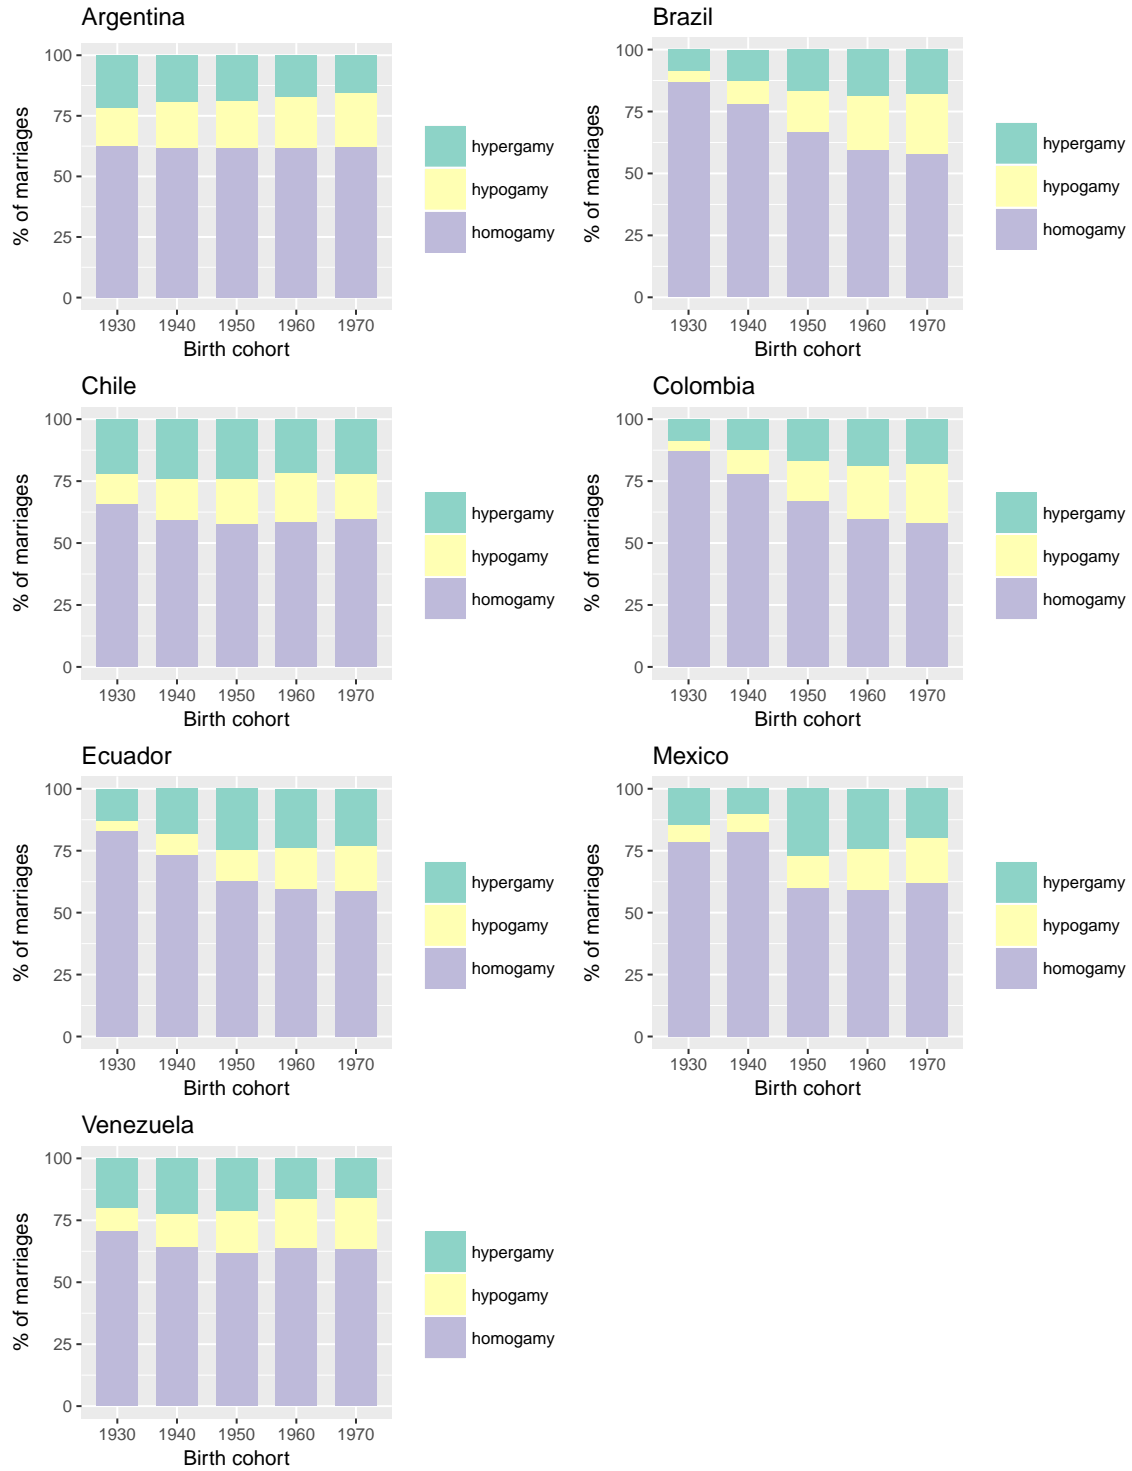 Argentina
% of marriages
100
75
50
25
0
1930 1940 1950 1960 1970
Birth cohort
hypergamy
hypogamy
homogamy
Brazil
% of marriages
100
75
50
25
0
1930 1940 1950 1960 1970
Birth cohort
hypergamy
hypogamy
homogamy
Chile
% of marriages
100
75
50
25
0
1930 1940 1950 1960 1970
Birth cohort
hypergamy
hypogamy
homogamy
Colombia
% of marriages
100
75
50
25
0
1930 1940 1950 1960 1970
Birth cohort
hypergamy
hypogamy
homogamy
Ecuador
% of marriages
100
75
50
25
0
1930 1940 1950 1960 1970
Birth cohort
hypergamy
hypogamy
homogamy
Mexico
% of marriages
100
75
50
25
0
1930 1940 1950 1960 1970
Birth cohort
hypergamy
hypogamy
homogamy
Venezuela
% of marriages
100
75
50
25
0
1930 1940 1950 1960 1970
Birth cohort
hypergamy
hypogamy
homogamy